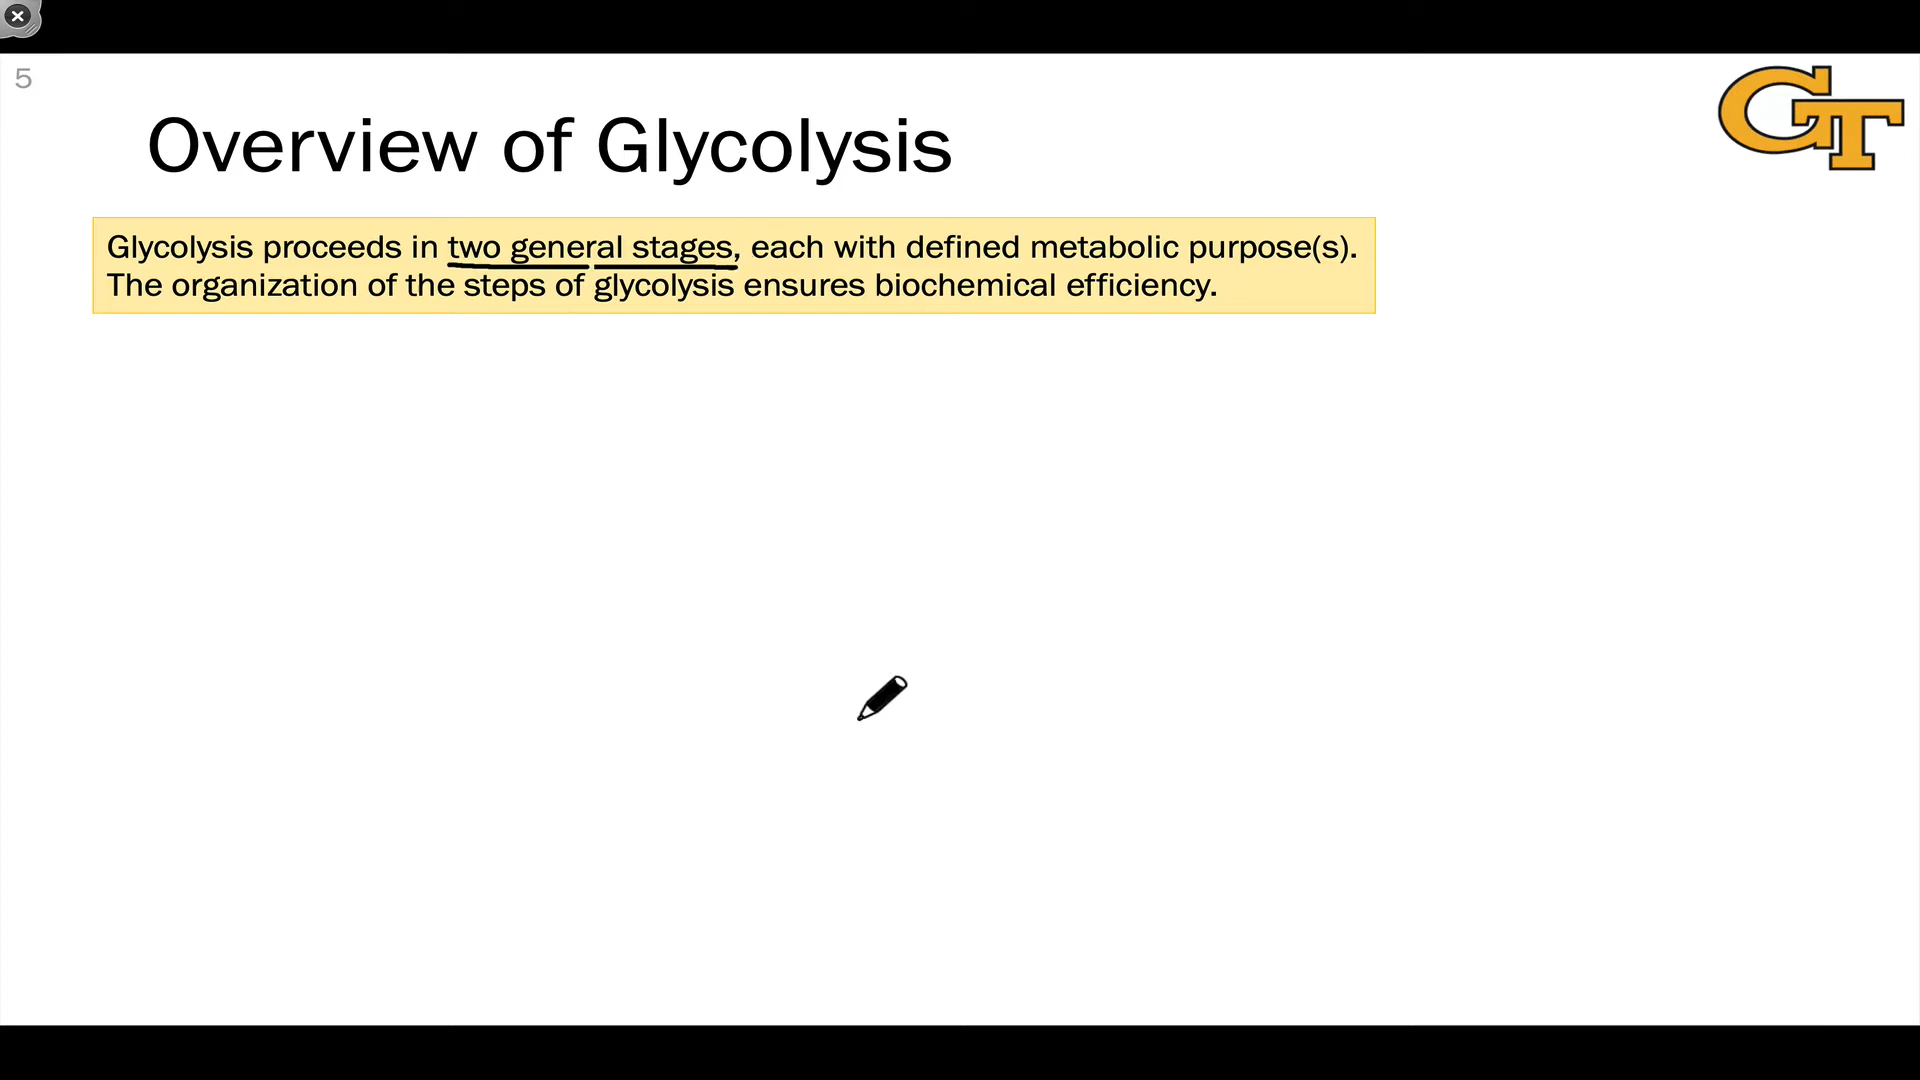 5
GT
Overview of Glycolysis
Glycolysis proceeds in two general stages, each with defined metabolic purpose(s).
The organization of the steps of glycolysis ensures biochemical efficiency.